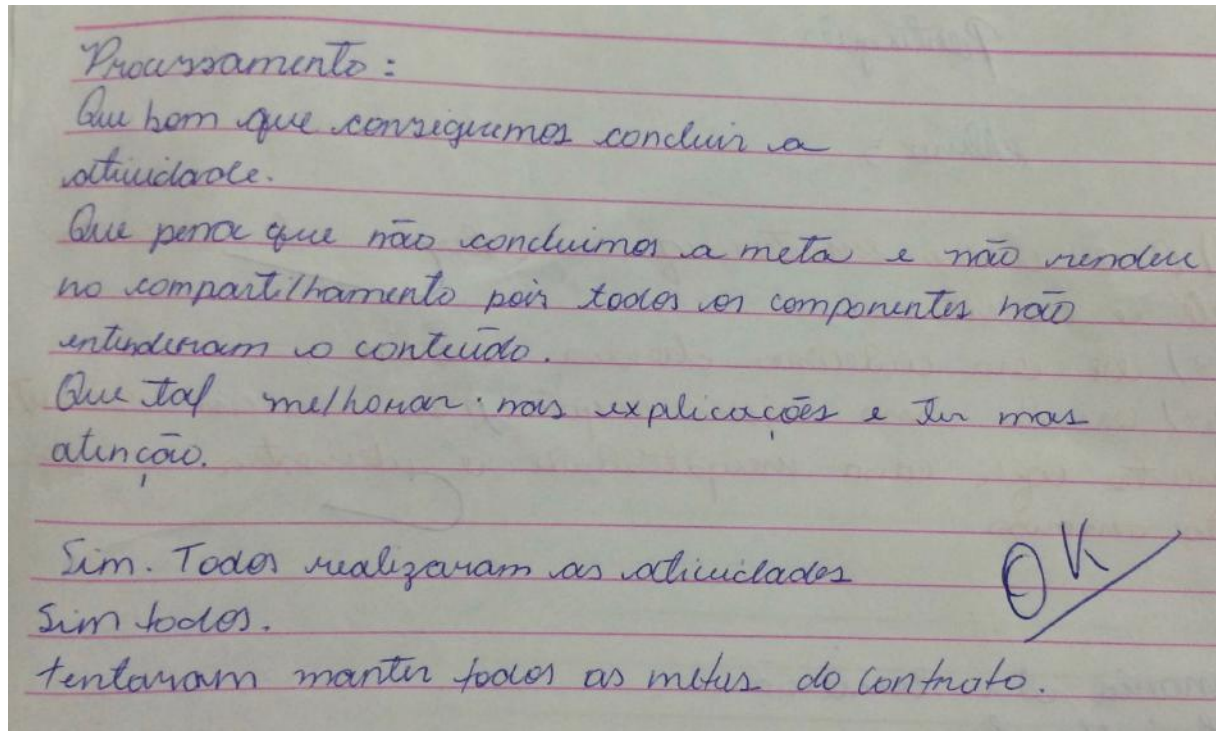 Processamento:
Que bom que conseguimos concluir a
atividade.
Que pena que não concluimos a meta e não rendeu
no compartilhamento pois todos os componentes não
entenderam o conteúdo.
Que tal melhorar nas explicações e ter mas
atenção.
Sim. Todos realizaram as atividades
OK
Sim todos.
tentaram manter todos as metas do contrato.